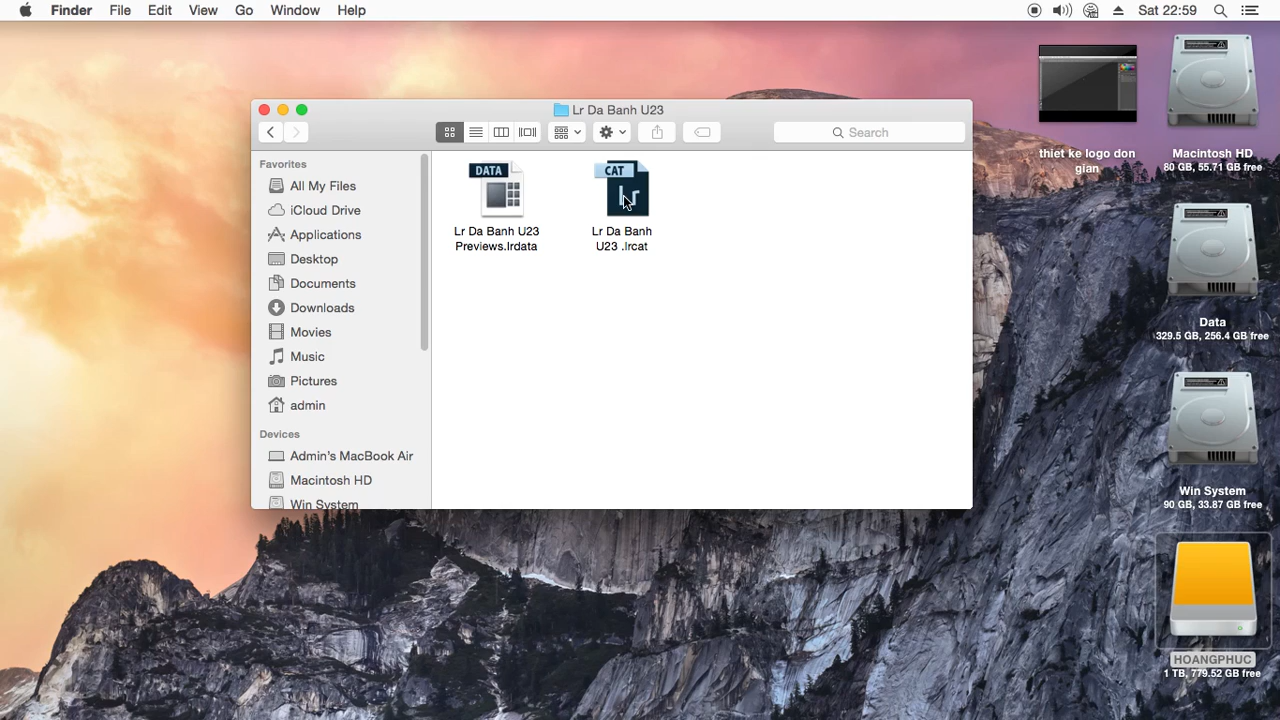 Finder File Edit View Go Window Help
Sat 22:59
Lr Da Banh U23
Search
Favorites
All My Files
iCloud Drive
Applications
Desktop
Documents
Downloads
Movies
Music
Pictures
admin
Devices
Admin's MacBook Air
Macintosh HD
Win System
DATA
Lr Da Banh U23
Previews.lrdata
CAT
Lr
Lr Da Banh
U23 .lrcat
thiet ke logo don
gian
Macintosh HD
80 GB, 55.71 GB free
Data
329.5 GB, 256.4 GB free
Win System
90 GB, 33.87 GB free
HOANGPHUC
1 TB, 779.52 GB free